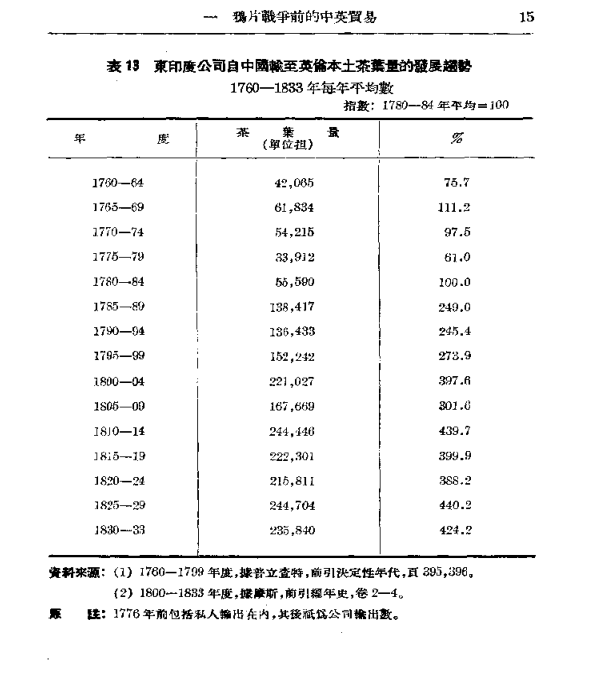 一 鴉片戰爭前的中英貿易 15
表 13 東印度公司自中國輸至英倫本土茶葉量的發展趨勢
1760—1833 年每年平均數
指數：1780—84 年平均=100
年 度 茶 葉 量 %
(單位担)
1760—64 42,065 75.7
1765—69 61,834 111.2
1770—74 54,215 97.5
1775—79 33,912 61.0
1780—84 55,590 100.0
1785—89 138,417 249.0
1790—94 136,433 245.4
1795—99 152,242 273.9
1800—04 221,027 397.6
1805—09 167,669 301.6
1810—14 244,446 439.7
1815—19 222,301 399.9
1820—24 215,811 388.2
1825—29 244,704 440.2
1830—33 235,840 424.2
資料來源：(1) 1760—1799 年度,據普立查特,前引決定性年代,頁 395,396。
(2) 1800—1833 年度,據摩斯,前引編年史,卷 2—4。
註：1776 年前包括私人輸出在內,其後祇爲公司輸出數。